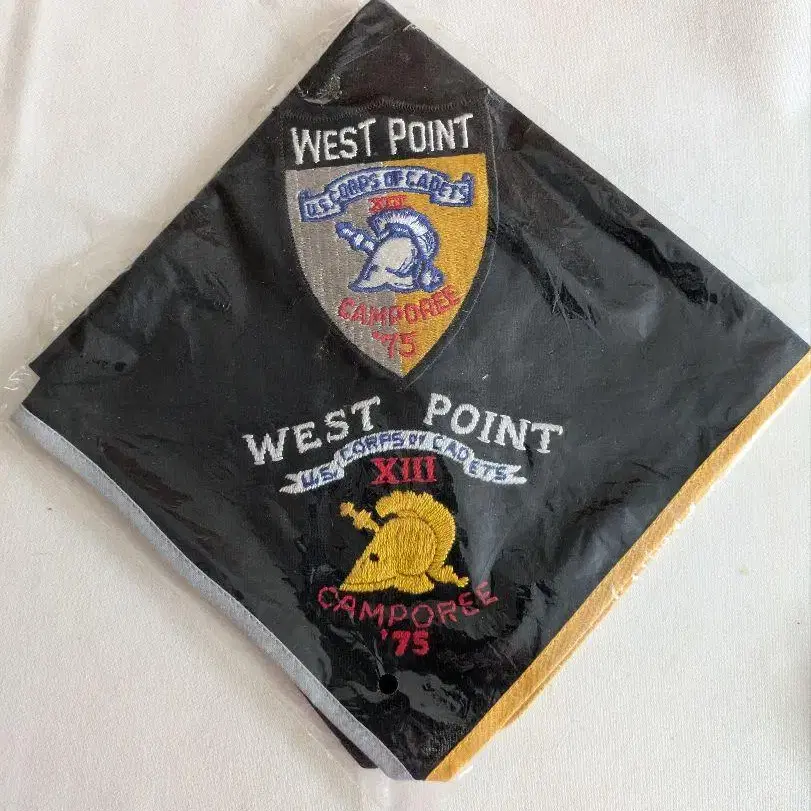 WEST POINT
U.S. CORPS OF CADETS
XIII
CAMPOREE
'75
WEST POINT
U.S. CORPS OF CADETS
XIII
CAMPOREE
'75